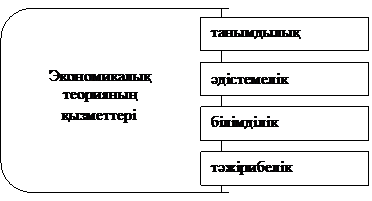 Экономикалық
теорияның
қызметтері
танымдылық
әдістемелік
білімділік
тәжірибелік